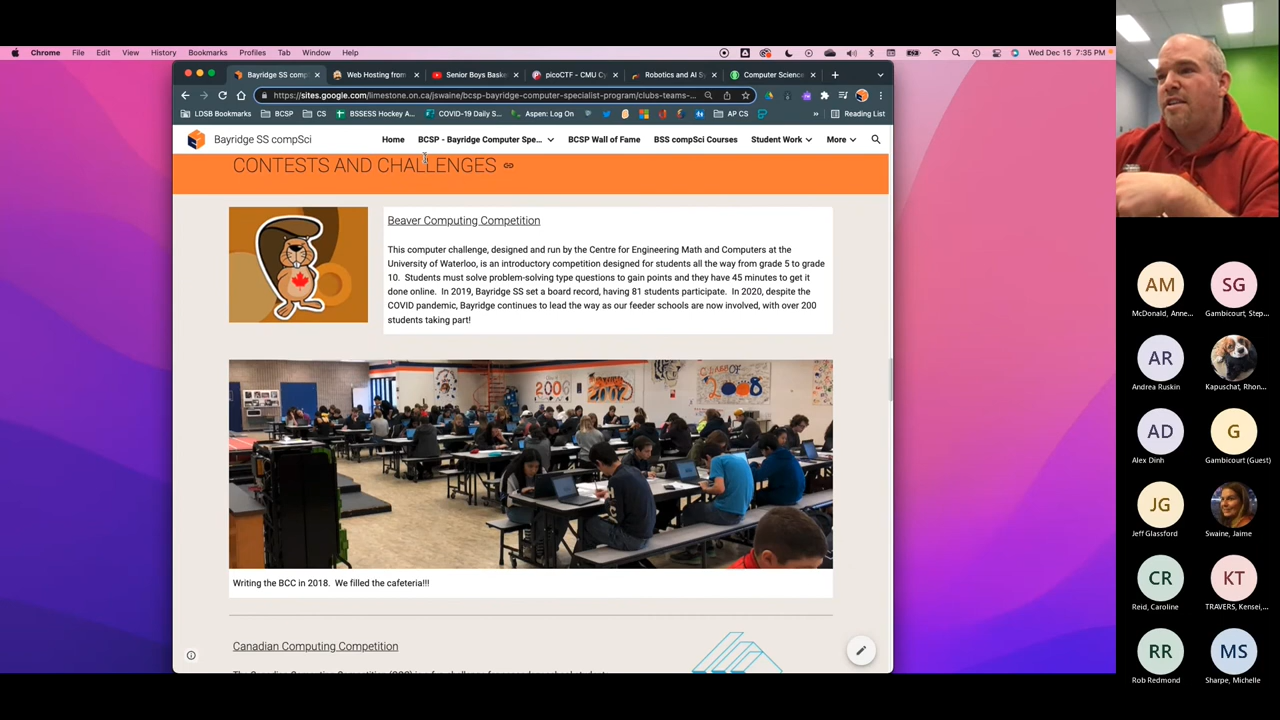 Chrome File Edit View History Bookmarks Profiles Tab Window Help Wed Dec 15 7:35 PM
Bayridge SS comp Web Hosting from Senior Boys Bask picoCTF - CMU Cy Robotics and AI Sy Computer Science
https://sites.google.com/limestone.on.ca/jswaine/bcsp-bayridge-computer-specialist-program/clubs-teams-...
LDSB Bookmarks BCSP CS BSSESS Hockey A... COVID-19 Daily S... Aspen: Log On AP CS Reading List
Bayridge SS compSci Home BCSP - Bayridge Computer Spe... BCSP Wall of Fame BSS compSci Courses Student Work More
CONTESTS AND CHALLENGES
Beaver Computing Competition
This computer challenge, designed and run by the Centre for Engineering Math and Computers at the
University of Waterloo, is an introductory competition designed for students all the way from grade 5 to grade
10. Students must solve problem-solving type questions to gain points and they have 45 minutes to get it
done online. In 2019, Bayridge SS set a board record, having 81 students participate. In 2020, despite the
COVID pandemic, Bayridge continues to lead the way as our feeder schools are now involved, with over 200
students taking part!
2006
CLASS OF
2008
Writing the BCC in 2018. We filled the cafeteria!!!
Canadian Computing Competition
AM SG
McDonald, Anne... Gambicourt, Step...
AR
Andrea Ruskin Kapuschat, Rhon...
AD G
Alex Dinh Gambicourt (Guest)
JG
Jeff Glassford Swaine, Jaime
CR KT
Reid, Caroline TRAVERS, Kensei,...
RR MS
Rob Redmond Sharpe, Michelle